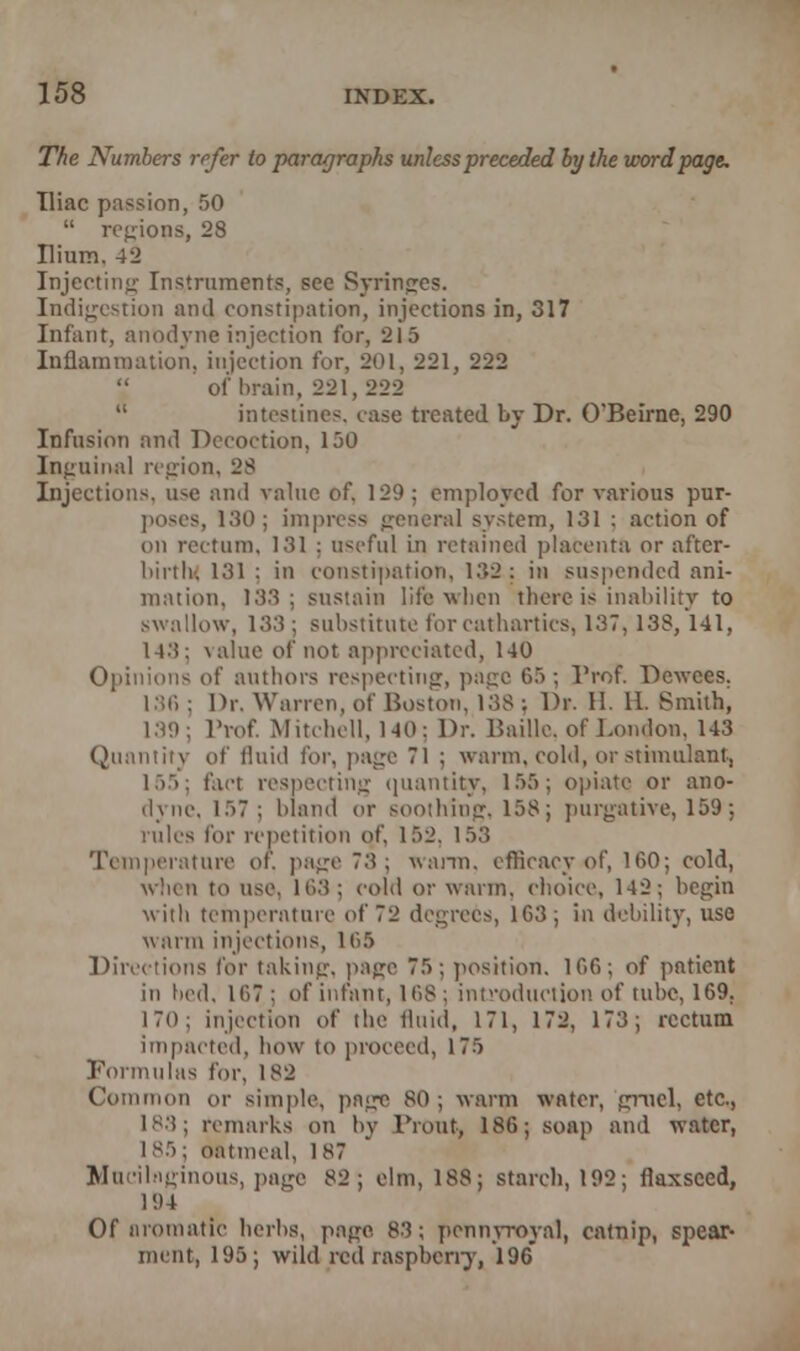 158 INDEX.
The Numbers refer to paragraphs unless preceded by the word page.
Iliac passion, 50
“ regions, 28
Ilium, 42
Injecting Instruments, see Syringes.
Indigestion and constipation, injections in, 317
Infant, anodyne injection for, 215
Inflammation, injection for, 201, 221, 222
“ of brain, 221, 222
“ intestines, case treated by Dr. O'Beirne, 290
Infusion and Decoction, 150
Inguinal region, 28
Injections, use and value of, 129; employed for various pur-
poses, 130; impress general system, 131; action of
on rectum, 131; useful in retained placenta or after-
birth; 131; in constipation, 132; in suspended ani-
mation, 133; sustain life when there is inability to
swallow, 133; substitute for cathartics, 137, 138, 141,
143; value of not appreciated, 140
Opinions of authors respecting, page 65; Prof. Dewees,
136; Dr. Warren, of Boston, 138; Dr. H. H. Smith,
139; Prof. Mitchell, 140; Dr. Baille, of London, 143
Quantity of fluid for, page 71; warm, cold, or stimulant,
155; fact respecting quantity, 155; opiate or ano-
dyne, 157; bland or soothing, 158; purgative, 159;
rules for repetition of, 152, 153
Temperature of, page 73; warm, efficacy of, 160; cold,
when to use, 163; cold or warm, choice, 142; begin
with temperature of 72 degrees, 163; in debility, use
warm injections, 165
Directions for taking, page 75; position, 166; of patient
in bed, 167; of infant, 168; introduction of tube, 169,
170; injection of the fluid, 171, 172, 173; rectum
impacted, how to proceed, 175
Formulas for, 182
Common or simple, page 80; warm water, gruel, etc.,
183; remarks on by Prout, 186; soap and water,
185; oatmeal, 187
Mucilaginous, page 82; elm, 188; starch, 192; flaxseed,
194
Of aromatic herbs, page 83; pennyroyal, catnip, spear-
ment, 195; wild red raspberry, 196